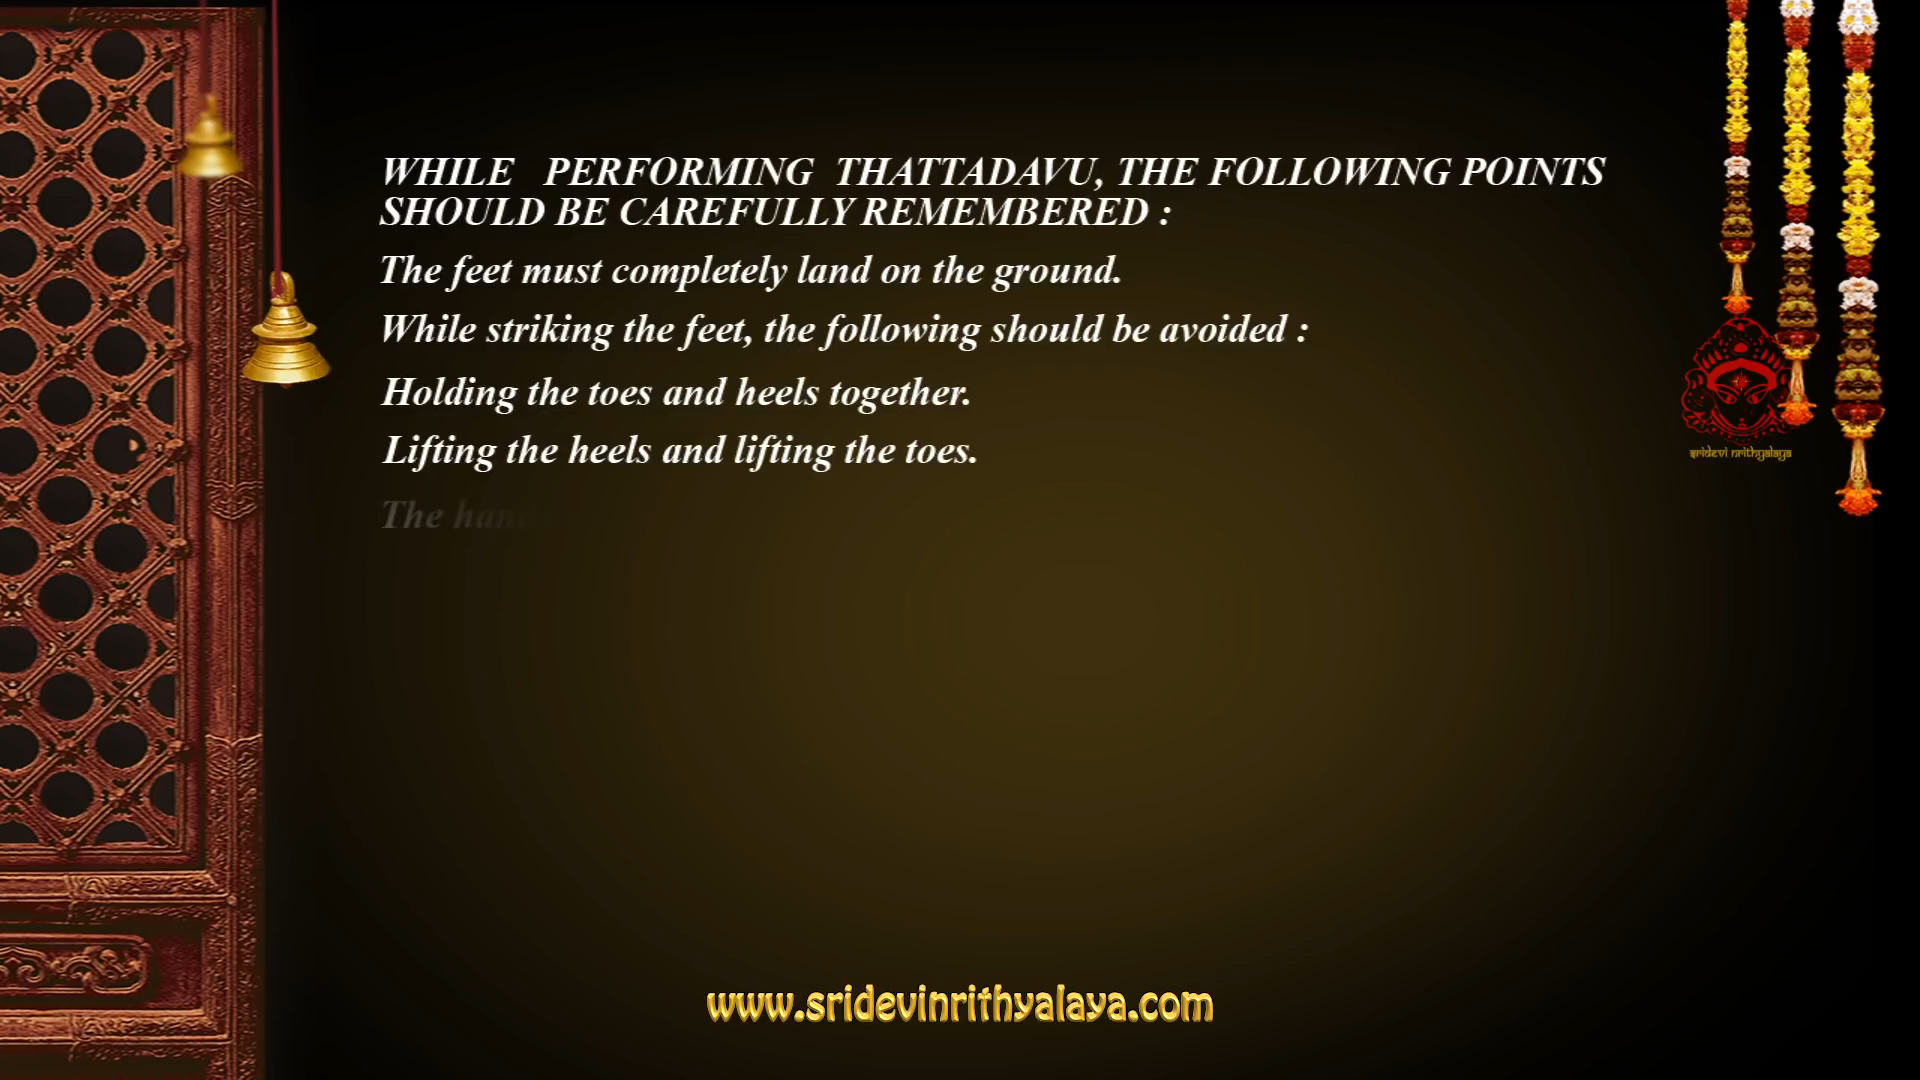 WHILE PERFORMING THATTADAVU, THE FOLLOWING POINTS
SHOULD BE CAREFULLY REMEMBERED :
The feet must completely land on the ground.
While striking the feet, the following should be avoided :
Holding the toes and heels together.
Lifting the heels and lifting the toes.
The
sridevi nrithyalaya
www.sridevinrithyalaya.com